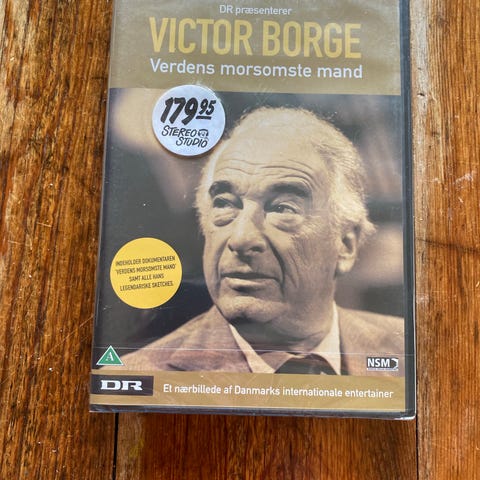 DR præsenterer
VICTOR BORGE
Verdens morsomste mand
179.95
STEREO
STUDIO
INDEHOLDER DOKUMENTAREN
'VERDENS MORSOMSTE MAND'
SAMT ALLE HANS
LEGENDARISKE SKETCHES.
A
NSM
DR
Et nærbillede af Danmarks internationale entertainer